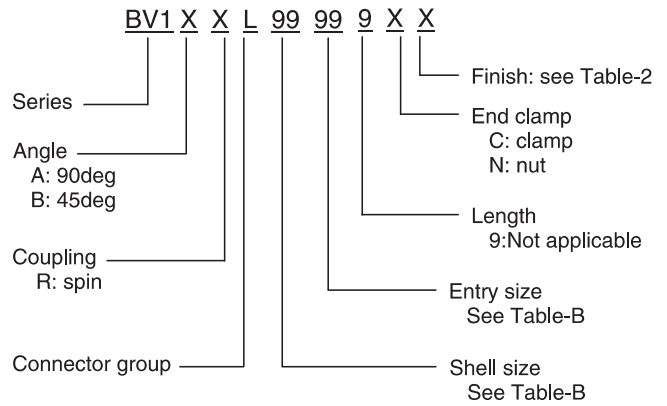 BV1 X X L 99 99 9 X X
Finish: see Table-2
Series
End clamp
C: clamp
N: nut
Angle
A: 90deg
B: 45deg
Length
9:Not applicable
Coupling
R: spin
Entry size
See Table-B
Connector group
Shell size
See Table-B